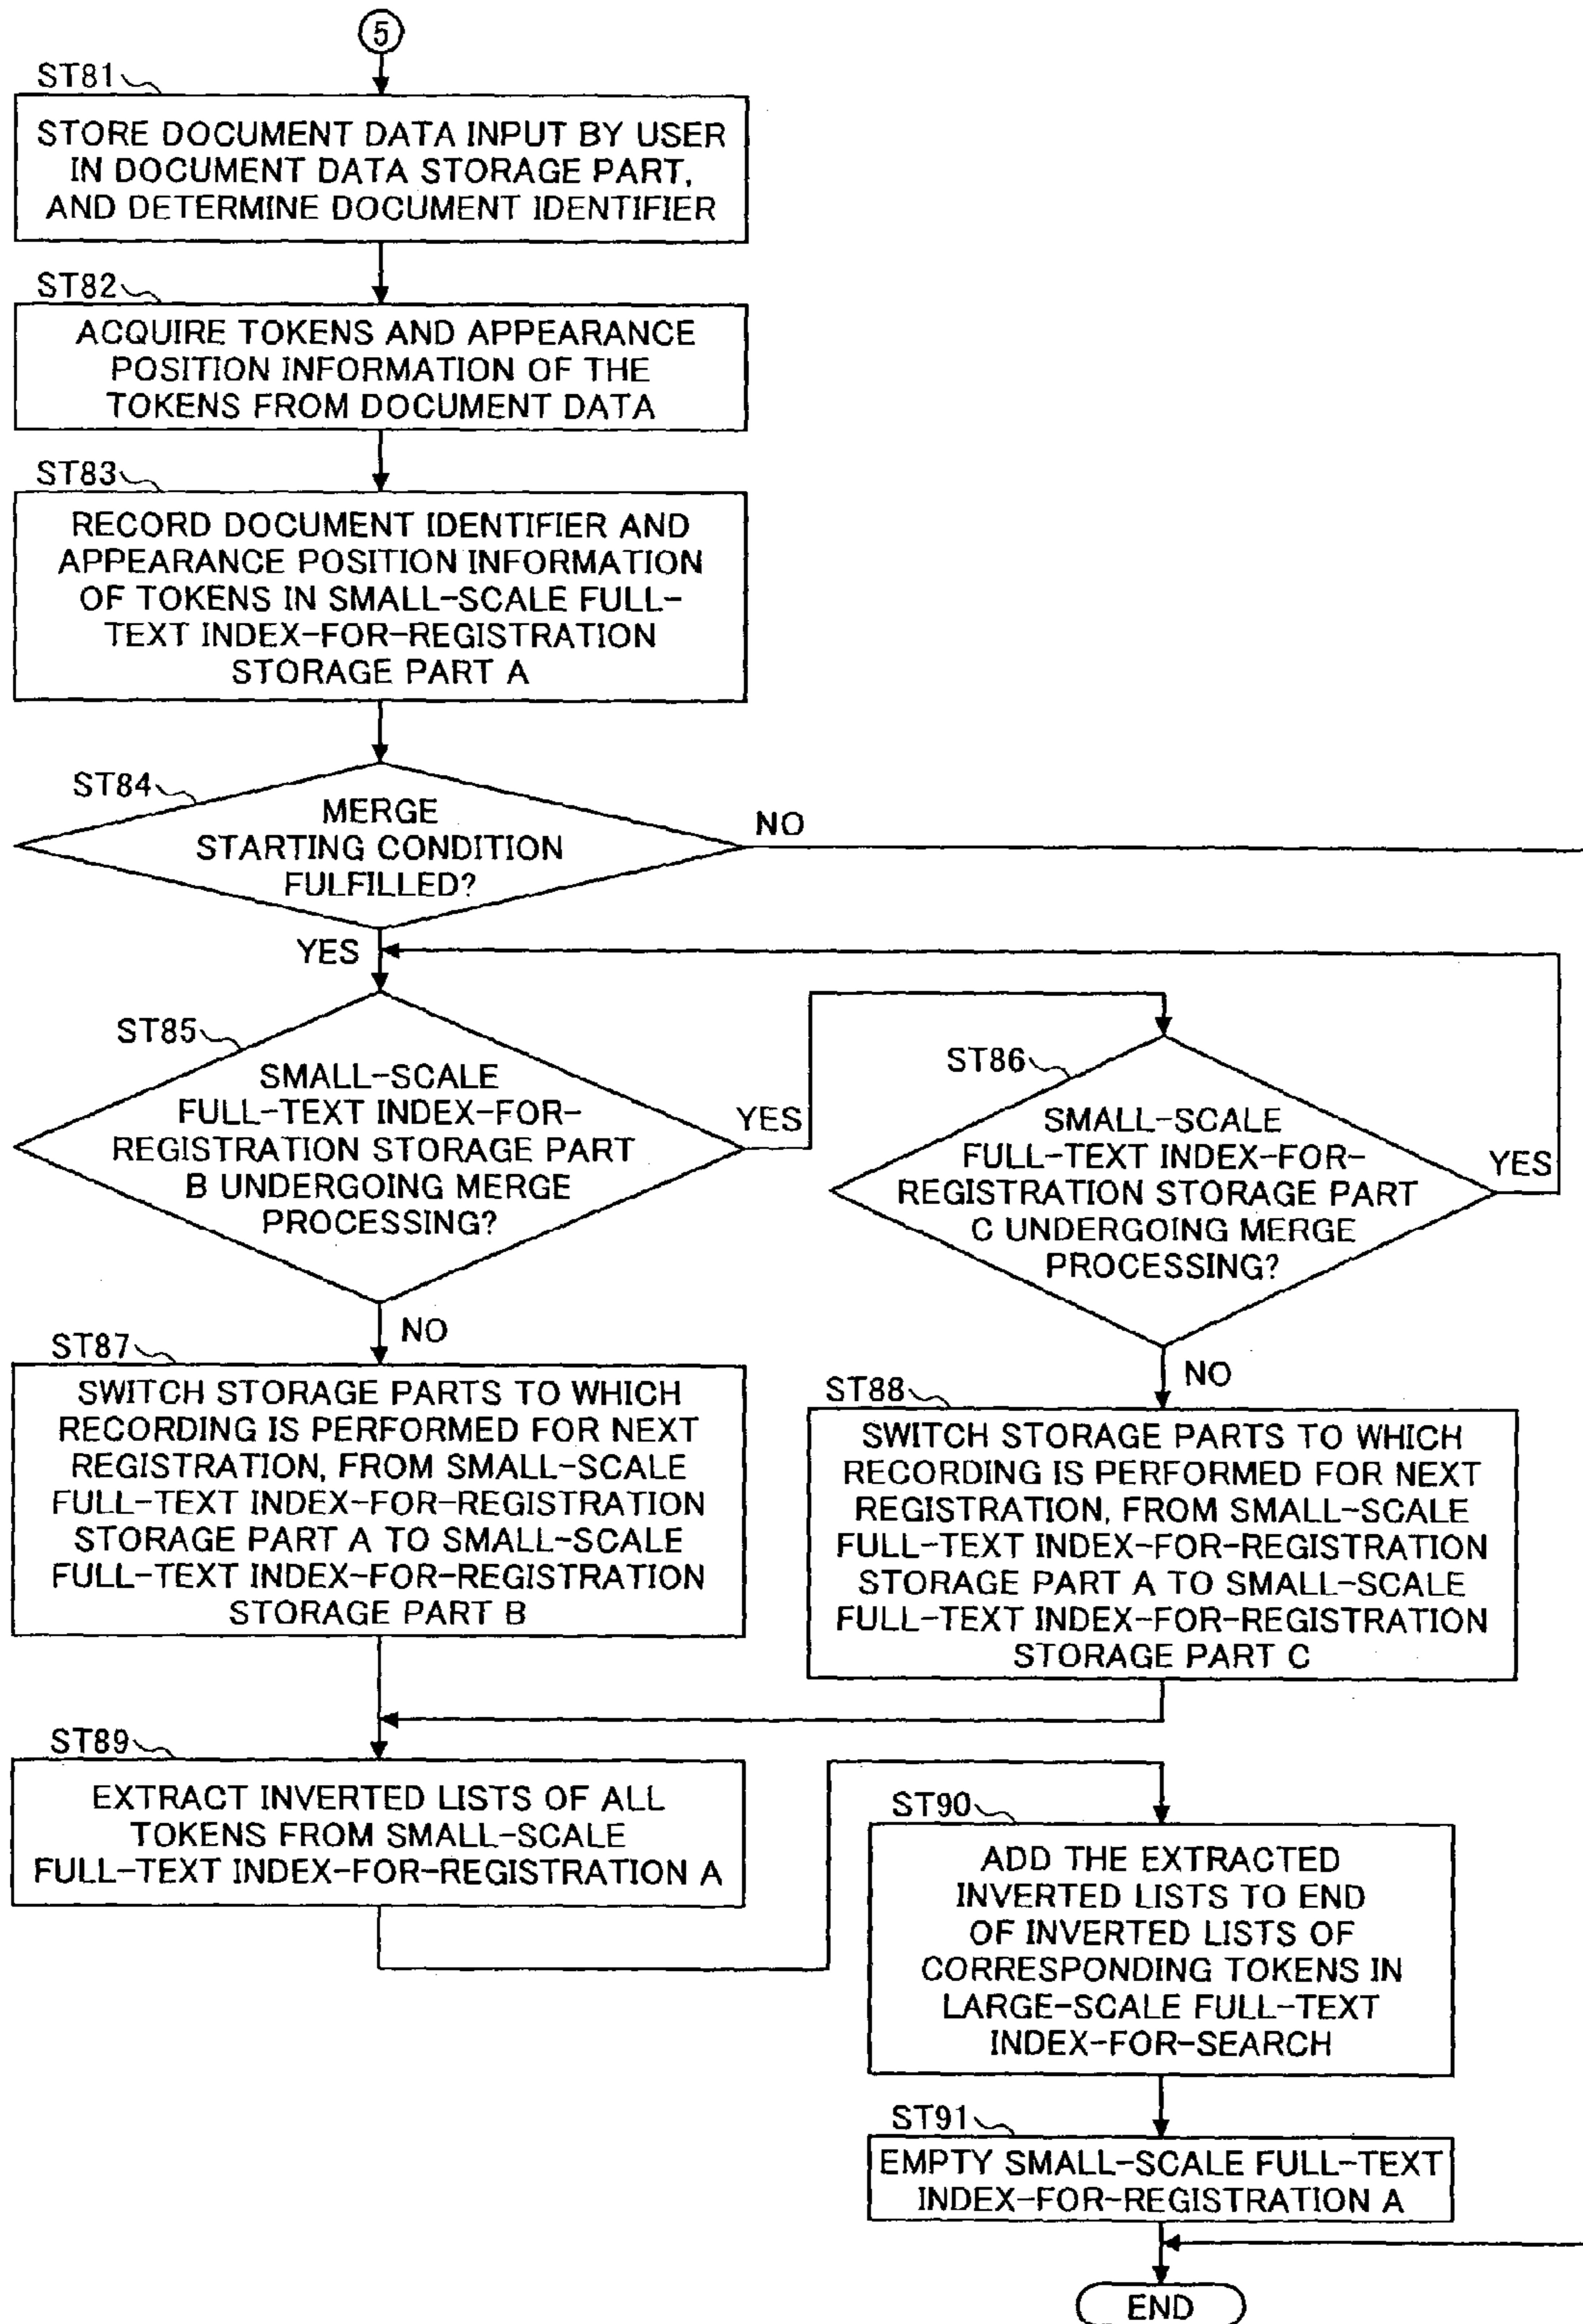 5
ST81
STORE DOCUMENT DATA INPUT BY USER
IN DOCUMENT DATA STORAGE PART,
AND DETERMINE DOCUMENT IDENTIFIER
ST82
ACQUIRE TOKENS AND APPEARANCE
POSITION INFORMATION OF THE
TOKENS FROM DOCUMENT DATA
ST83
RECORD DOCUMENT IDENTIFIER AND
APPEARANCE POSITION INFORMATION
OF TOKENS IN SMALL-SCALE FULL-
TEXT INDEX-FOR-REGISTRATION
STORAGE PART A
ST84
MERGE
STARTING CONDITION
FULFILLED?
NO
YES
ST85
SMALL-SCALE
FULL-TEXT INDEX-FOR-
REGISTRATION STORAGE PART
B UNDERGOING MERGE
PROCESSING?
YES
NO
ST86
SMALL-SCALE
FULL-TEXT INDEX-FOR-
REGISTRATION STORAGE PART
C UNDERGOING MERGE
PROCESSING?
YES
NO
ST87
SWITCH STORAGE PARTS TO WHICH
RECORDING IS PERFORMED FOR NEXT
REGISTRATION, FROM SMALL-SCALE
FULL-TEXT INDEX-FOR-REGISTRATION
STORAGE PART A TO SMALL-SCALE
FULL-TEXT INDEX-FOR-REGISTRATION
STORAGE PART B
ST88
SWITCH STORAGE PARTS TO WHICH
RECORDING IS PERFORMED FOR NEXT
REGISTRATION, FROM SMALL-SCALE
FULL-TEXT INDEX-FOR-REGISTRATION
STORAGE PART A TO SMALL-SCALE
FULL-TEXT INDEX-FOR-REGISTRATION
STORAGE PART C
ST89
EXTRACT INVERTED LISTS OF ALL
TOKENS FROM SMALL-SCALE
FULL-TEXT INDEX-FOR-REGISTRATION A
ST90
ADD THE EXTRACTED
INVERTED LISTS TO END
OF INVERTED LISTS OF
CORRESPONDING TOKENS IN
LARGE-SCALE FULL-TEXT
INDEX-FOR-SEARCH
ST91
EMPTY SMALL-SCALE FULL-TEXT
INDEX-FOR-REGISTRATION A
END